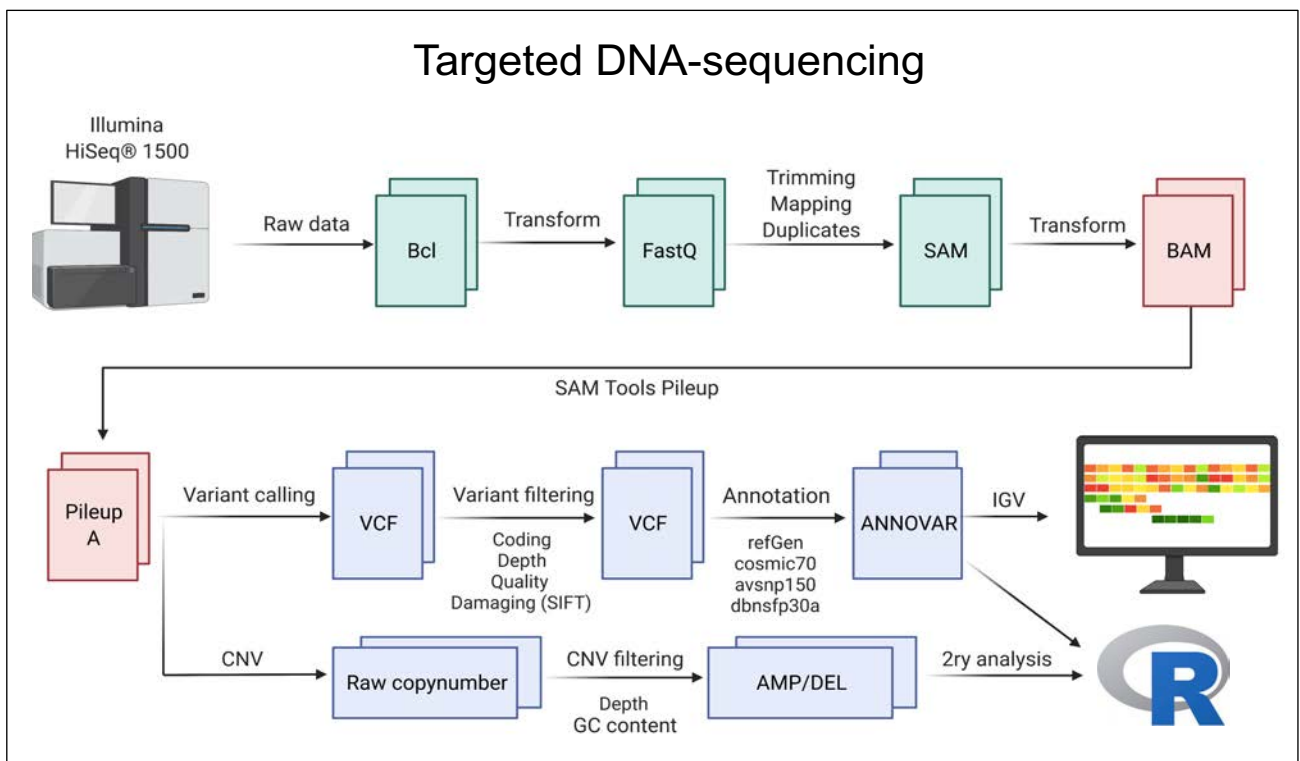 Targeted DNA-sequencing
Illumina
HiSeq® 1500
Raw data
Bcl
Transform
FastQ
Trimming
Mapping
Duplicates
SAM
Transform
BAM
SAM Tools Pileup
Pileup
A
Variant calling
VCF
Variant filtering
Coding
Depth
Quality
Damaging (SIFT)
VCF
Annotation
refGen
cosmic70
avsnp150
dbnsfp30a
ANNOVAR
IGV
CNV
Raw copynumber
CNV filtering
Depth
GC content
AMP/DEL
2ry analysis
R